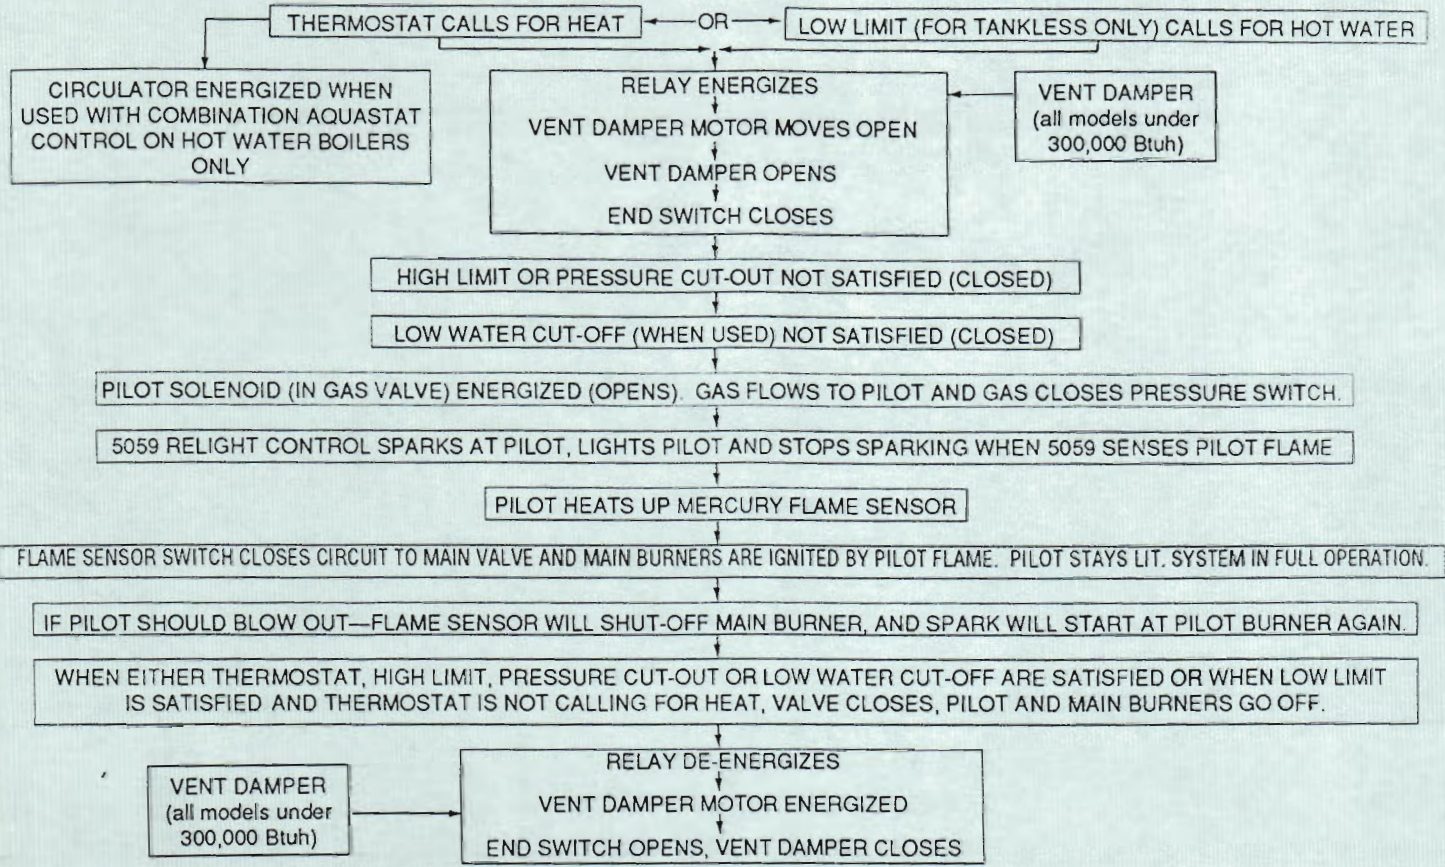 THERMOSTAT CALLS FOR HEAT
OR
LOW LIMIT (FOR TANKLESS ONLY) CALLS FOR HOT WATER
CIRCULATOR ENERGIZED WHEN
USED WITH COMBINATION AQUASTAT
CONTROL ON HOT WATER BOILERS
ONLY
RELAY ENERGIZES
VENT DAMPER MOTOR MOVES OPEN
VENT DAMPER OPENS
END SWITCH CLOSES
VENT DAMPER
(all models under
300,000 Btuh)
HIGH LIMIT OR PRESSURE CUT-OUT NOT SATISFIED (CLOSED)
LOW WATER CUT-OFF (WHEN USED) NOT SATISFIED (CLOSED)
PILOT SOLENOID (IN GAS VALVE) ENERGIZED (OPENS). GAS FLOWS TO PILOT AND GAS CLOSES PRESSURE SWITCH.
5059 RELIGHT CONTROL SPARKS AT PILOT, LIGHTS PILOT AND STOPS SPARKING WHEN 5059 SENSES PILOT FLAME
PILOT HEATS UP MERCURY FLAME SENSOR
FLAME SENSOR SWITCH CLOSES CIRCUIT TO MAIN VALVE AND MAIN BURNERS ARE IGNITED BY PILOT FLAME. PILOT STAYS LIT. SYSTEM IN FULL OPERATION.
IF PILOT SHOULD BLOW OUT—FLAME SENSOR WILL SHUT-OFF MAIN BURNER, AND SPARK WILL START AT PILOT BURNER AGAIN.
WHEN EITHER THERMOSTAT, HIGH LIMIT, PRESSURE CUT-OUT OR LOW WATER CUT-OFF ARE SATISFIED OR WHEN LOW LIMIT
IS SATISFIED AND THERMOSTAT IS NOT CALLING FOR HEAT, VALVE CLOSES, PILOT AND MAIN BURNERS GO OFF.
VENT DAMPER
(all models under
300,000 Btuh)
RELAY DE-ENERGIZES
VENT DAMPER MOTOR ENERGIZED
END SWITCH OPENS, VENT DAMPER CLOSES